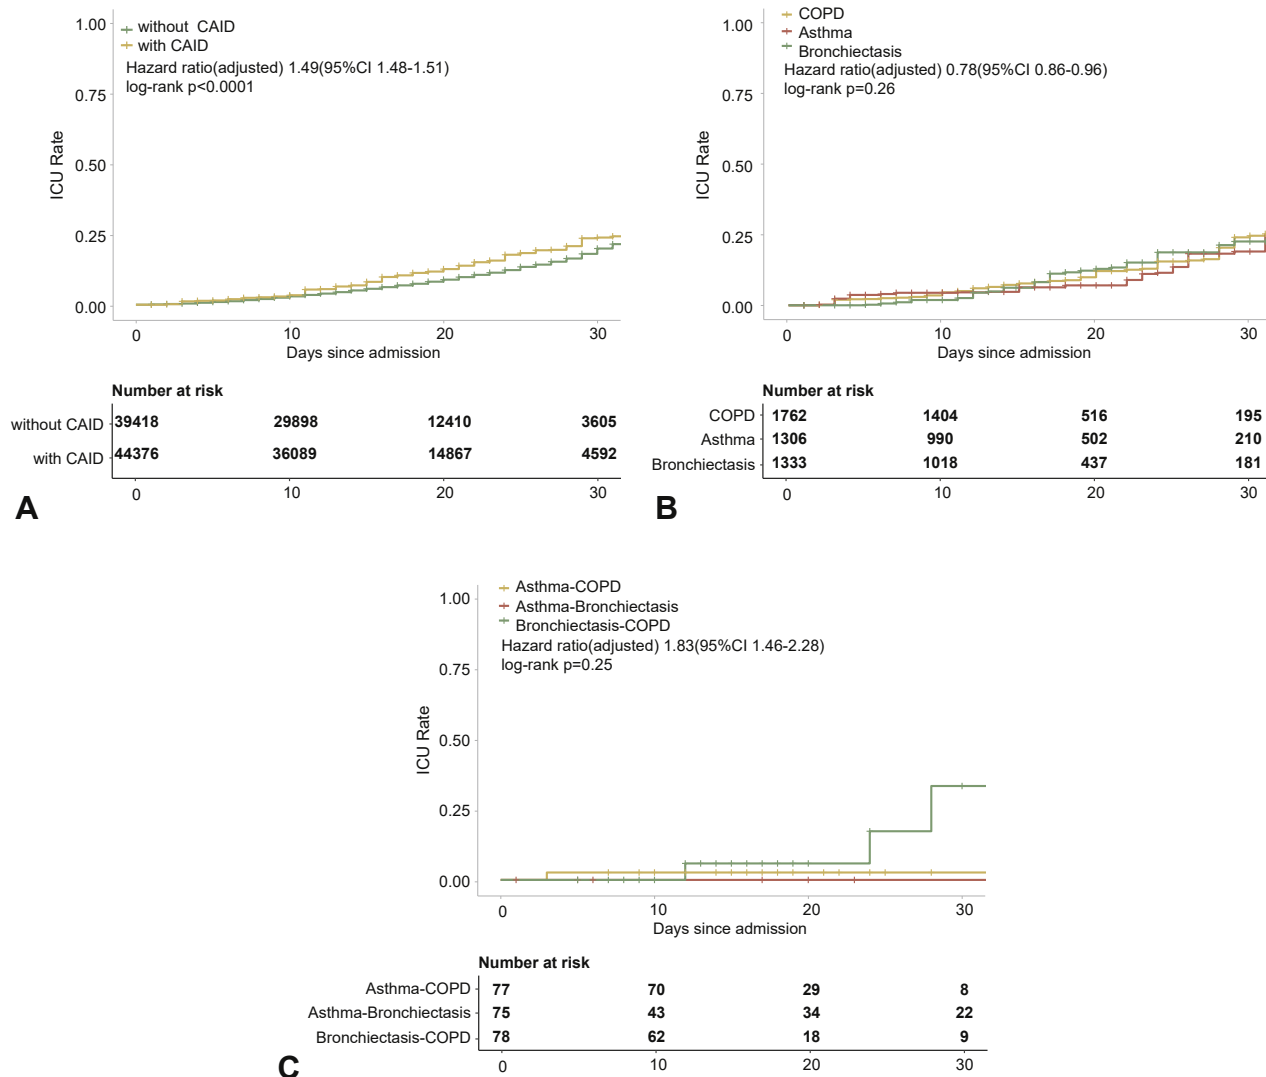 1.00
without CAID
with CAID
Hazard ratio(adjusted) 1.49(95%CI 1.48-1.51)
log-rank p<0.0001
0.75
0.50
0.25
0.00
ICU Rate
0 10 20 30
Days since admission
Number at risk
without CAID 39418 29898 12410 3605
with CAID 44376 36089 14867 4592
0 10 20 30
A
COPD
1.00
Asthma
Bronchiectasis
Hazard ratio(adjusted) 0.78(95%CI 0.86-0.96)
log-rank p=0.26
0.75
0.50
0.25
0.00
ICU Rate
0 10 20 30
Days since admission
Number at risk
COPD 1762 1404 516 195
Asthma 1306 990 502 210
Bronchiectasis 1333 1018 437 181
0 10 20 30
B
Asthma-COPD
1.00
Asthma-Bronchiectasis
Bronchiectasis-COPD
Hazard ratio(adjusted) 1.83(95%CI 1.46-2.28)
log-rank p=0.25
0.75
0.50
0.25
0.00
ICU Rate
0 10 20 30
Days since admission
Number at risk
Asthma-COPD 77 70 29 8
Asthma-Bronchiectasis 75 43 34 22
Bronchiectasis-COPD 78 62 18 9
0 10 20 30
C